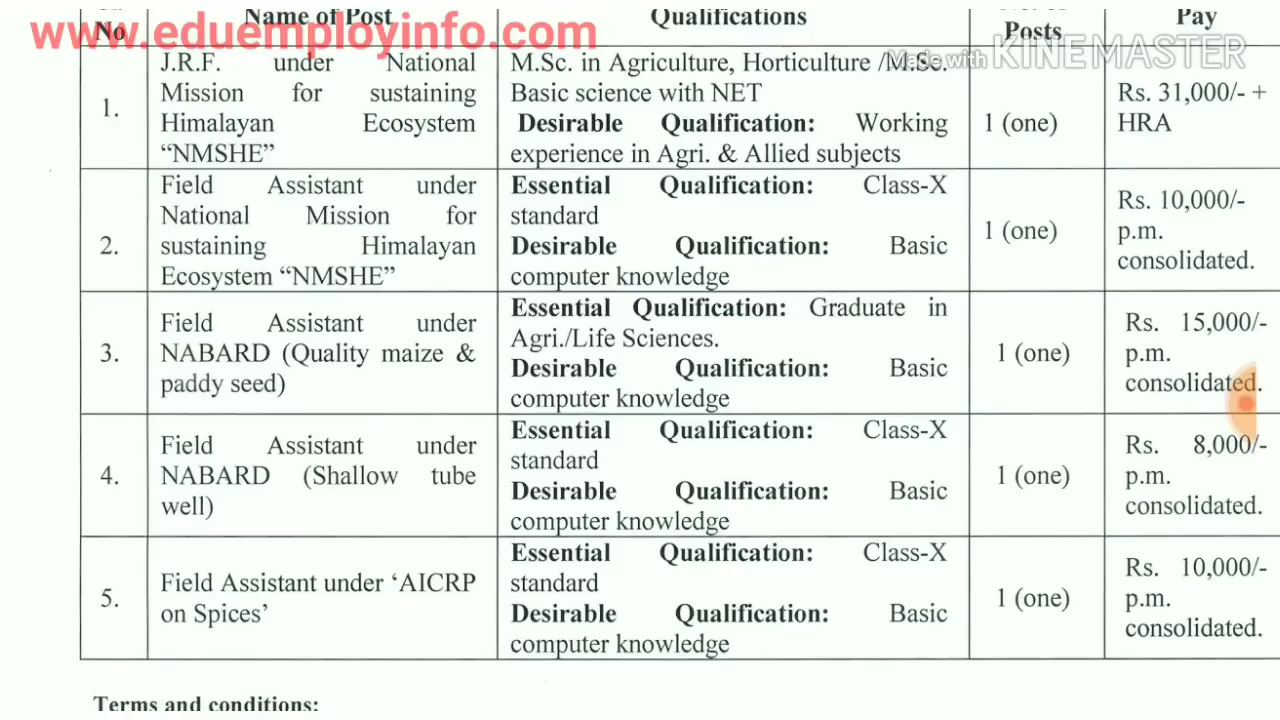 Name of Post Qualifications Pay
No Posts
www.eduemployinfo.com
Made with KINEMASTER
1.
J.R.F. under National
Mission for sustaining
Himalayan Ecosystem
“NMSHE”
M.Sc. in Agriculture, Horticulture /M.Sc.
Basic science with NET
Desirable Qualification: Working
experience in Agri. & Allied subjects
1 (one)
Rs. 31,000/- +
HRA
2.
Field Assistant under
National Mission for
sustaining Himalayan
Ecosystem “NMSHE”
Essential Qualification: Class-X
standard
Desirable Qualification: Basic
computer knowledge
1 (one)
Rs. 10,000/-
p.m.
consolidated.
3.
Field Assistant under
NABARD (Quality maize &
paddy seed)
Essential Qualification: Graduate in
Agri./Life Sciences.
Desirable Qualification: Basic
computer knowledge
1 (one)
Rs. 15,000/-
p.m.
consolidated.
4.
Field Assistant under
NABARD (Shallow tube
well)
Essential Qualification: Class-X
standard
Desirable Qualification: Basic
computer knowledge
1 (one)
Rs. 8,000/-
p.m.
consolidated.
5.
Field Assistant under ‘AICRP
on Spices’
Essential Qualification: Class-X
standard
Desirable Qualification: Basic
computer knowledge
1 (one)
Rs. 10,000/-
p.m.
consolidated.
Terms and conditions: